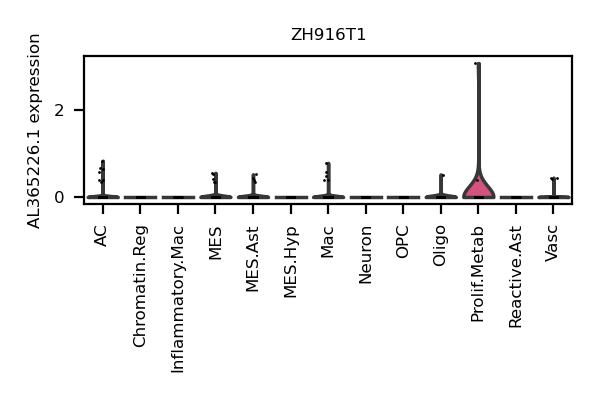 ZH916T1
AL365226.1 expression
2
0
AC
Chromatin.Reg
Inflammatory.Mac
MES
MES.Ast
MES.Hyp
Mac
Neuron
OPC
Oligo
Prolif.Metab
Reactive.Ast
Vasc